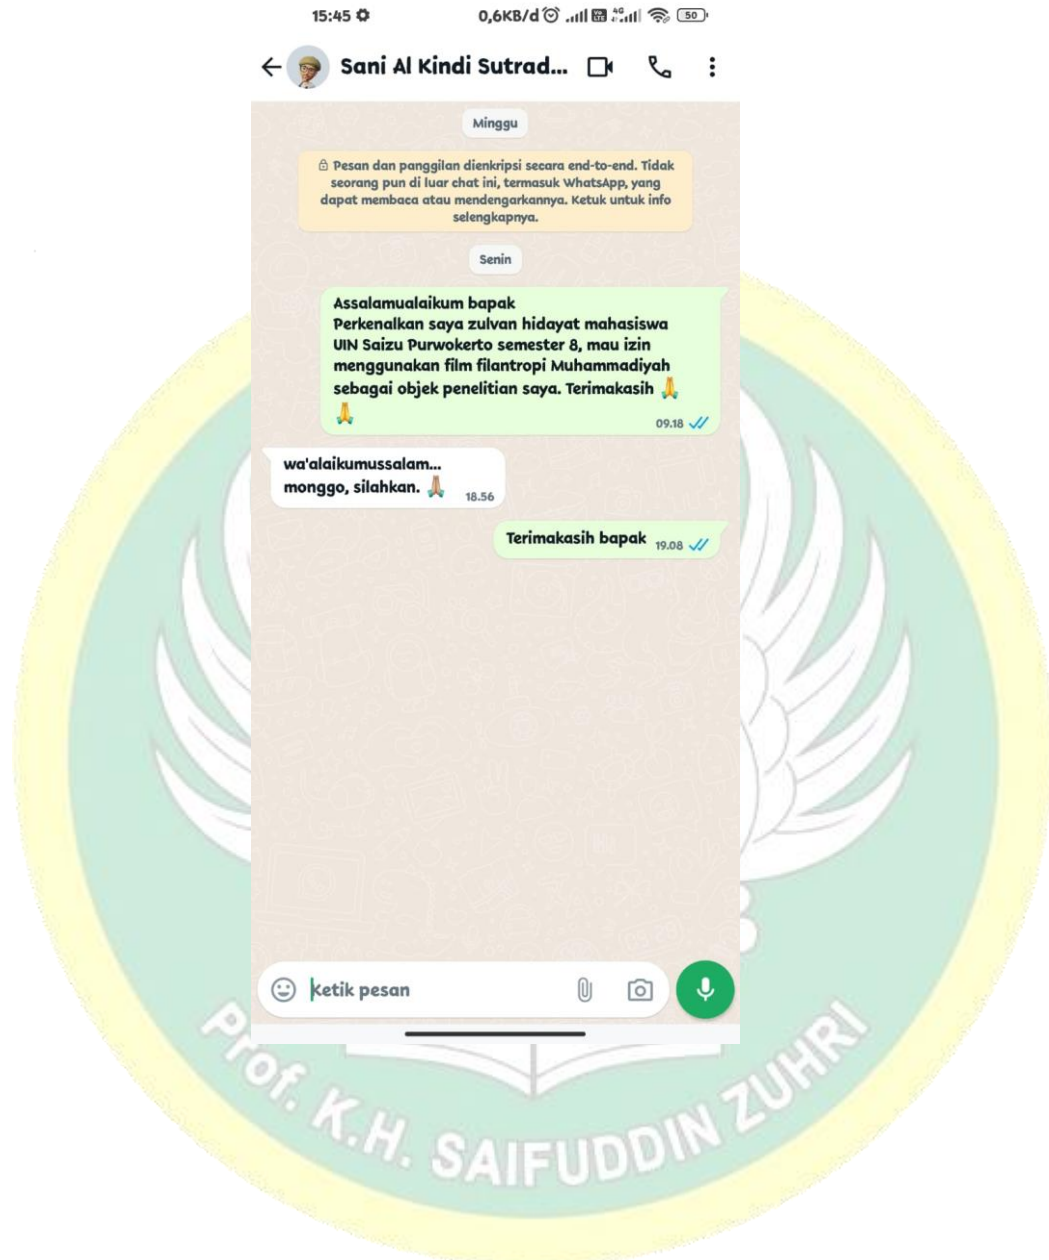 15:45 0,6KB/d 4G 50
Sani Al Kindi Sutrad...
Minggu
Pesan dan panggilan dienkripsi secara end-to-end. Tidak
seorang pun di luar chat ini, termasuk WhatsApp, yang
dapat membaca atau mendengarkannya. Ketuk untuk info
selengkapnya.
Senin
Assalamualaikum bapak
Perkenalkan saya zulvan hidayat mahasiswa
UIN Saizu Purwokerto semester 8, mau izin
menggunakan film filantropi Muhammadiyah
sebagai objek penelitian saya. Terimakasih 🙏
🙏 09.18
wa'alaikumussalam...
monggo, silahkan. 🙏🏽 18.56
Terimakasih bapak 19.08
Ketik pesan
Prof. K.H. SAIFUDDIN ZUHRI